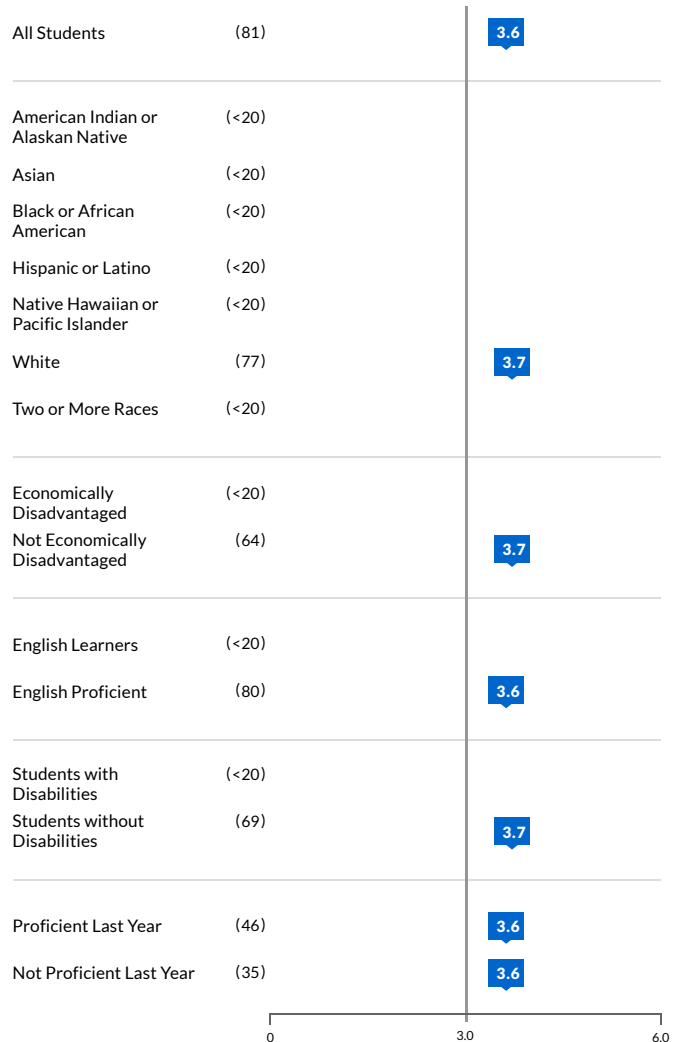 All Students (81) 3.6
American Indian or (<20)
Alaskan Native
Asian (<20)
Black or African (<20)
American
Hispanic or Latino (<20)
Native Hawaiian or (<20)
Pacific Islander
White (77) 3.7
Two or More Races (<20)
Economically (<20)
Disadvantaged
Not Economically (64) 3.7
Disadvantaged
English Learners (<20)
English Proficient (80) 3.6
Students with (<20)
Disabilities
Students without (69) 3.7
Disabilities
Proficient Last Year (46) 3.6
Not Proficient Last Year (35) 3.6
0 3.0 6.0